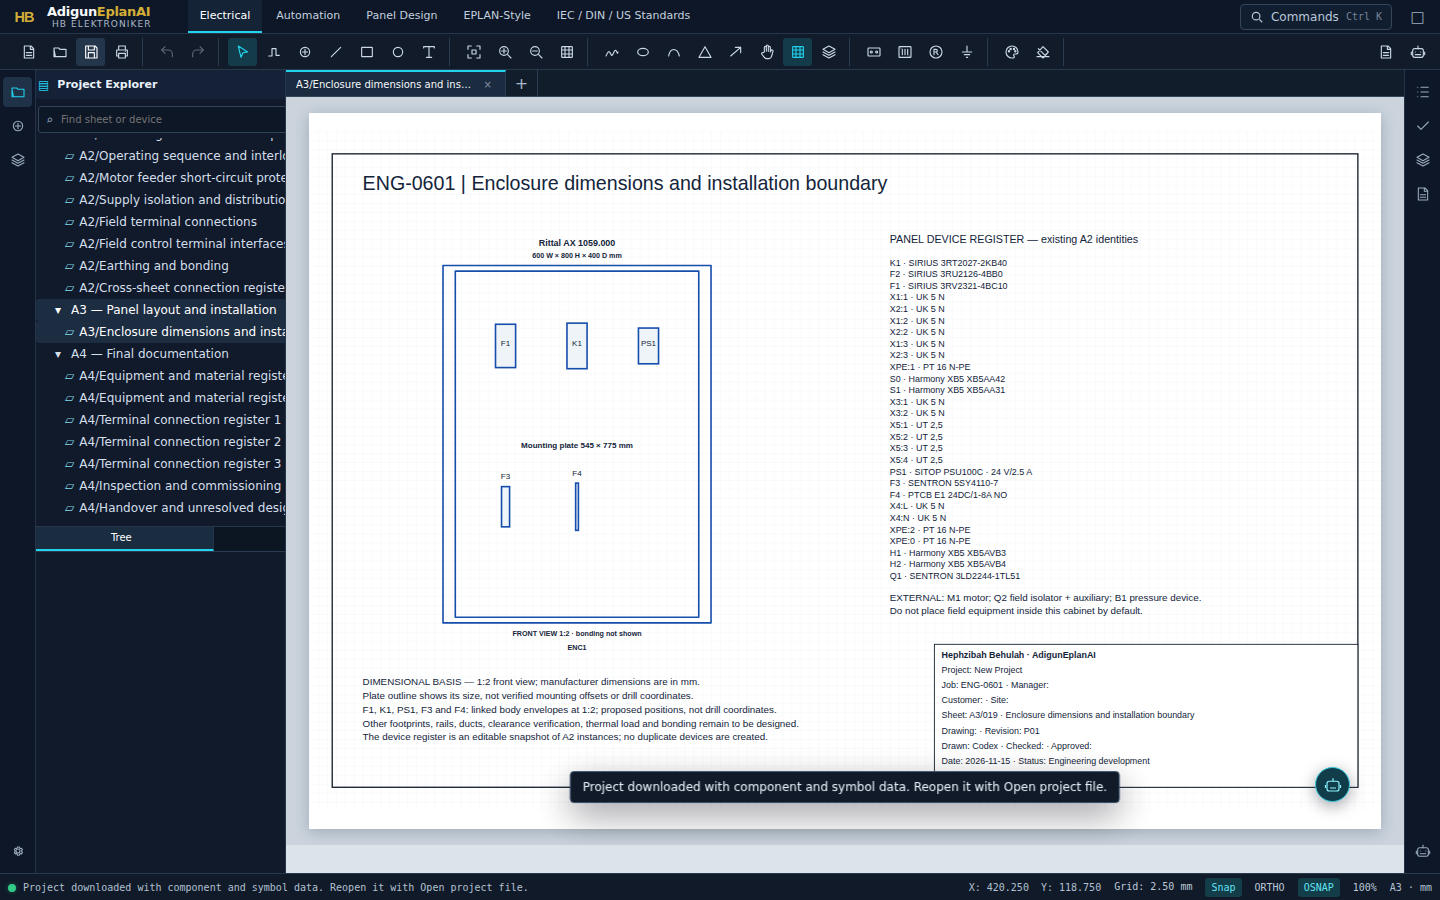 HB AdigunEplanAI
HB ELEKTRONIKER
Electrical Automation Panel Design EPLAN-Style IEC / DIN / US Standards
Commands Ctrl K
Project Explorer
Find sheet or device
A2/Operating sequence and interlo
A2/Motor feeder short-circuit prote
A2/Supply isolation and distributio
A2/Field terminal connections
A2/Field control terminal interfaces
A2/Earthing and bonding
A2/Cross-sheet connection registe
A3 — Panel layout and installation
A3/Enclosure dimensions and insta
A4 — Final documentation
A4/Equipment and material registe
A4/Equipment and material registe
A4/Terminal connection register 1
A4/Terminal connection register 2
A4/Terminal connection register 3
A4/Inspection and commissioning
A4/Handover and unresolved desig
Tree
A3/Enclosure dimensions and ins... × +
ENG-0601 | Enclosure dimensions and installation boundary
Rittal AX 1059.000
600 W × 800 H × 400 D mm
F1 K1 PS1
Mounting plate 545 × 775 mm
F3 F4
FRONT VIEW 1:2 · bonding not shown
ENC1
DIMENSIONAL BASIS — 1:2 front view; manufacturer dimensions are in mm.
Plate outline shows its size, not verified mounting offsets or drill coordinates.
F1, K1, PS1, F3 and F4: linked body envelopes at 1:2; proposed positions, not drill coordinates.
Other footprints, rails, ducts, clearance verification, thermal load and bonding remain to be designed.
The device register is an editable snapshot of A2 instances; no duplicate devices are created.
PANEL DEVICE REGISTER — existing A2 identities
K1 · SIRIUS 3RT2027-2KB40
F2 · SIRIUS 3RU2126-4BB0
F1 · SIRIUS 3RV2321-4BC10
X1:1 · UK 5 N
X2:1 · UK 5 N
X1:2 · UK 5 N
X2:2 · UK 5 N
X1:3 · UK 5 N
X2:3 · UK 5 N
XPE:1 · PT 16 N-PE
S0 · Harmony XB5 XB5AA42
S1 · Harmony XB5 XB5AA31
X3:1 · UK 5 N
X3:2 · UK 5 N
X5:1 · UT 2,5
X5:2 · UT 2,5
X5:3 · UT 2,5
X5:4 · UT 2,5
PS1 · SITOP PSU100C · 24 V/2.5 A
F3 · SENTRON 5SY4110-7
F4 · PTCB E1 24DC/1-8A NO
X4:L · UK 5 N
X4:N · UK 5 N
XPE:2 · PT 16 N-PE
XPE:0 · PT 16 N-PE
H1 · Harmony XB5 XB5AVB3
H2 · Harmony XB5 XB5AVB4
Q1 · SENTRON 3LD2244-1TL51
EXTERNAL: M1 motor; Q2 field isolator + auxiliary; B1 pressure device.
Do not place field equipment inside this cabinet by default.
Hephzibah Behulah · AdigunEplanAI
Project: New Project
Job: ENG-0601 · Manager:
Customer: · Site:
Sheet: A3/019 · Enclosure dimensions and installation boundary
Drawing: · Revision: P01
Drawn: Codex · Checked: · Approved:
Date: 2026-11-15 · Status: Engineering development
Project downloaded with component and symbol data. Reopen it with Open project file.
Project downloaded with component and symbol data. Reopen it with Open project file.
X: 420.250 Y: 118.750 Grid: 2.50 mm Snap ORTHO OSNAP 100% A3 · mm